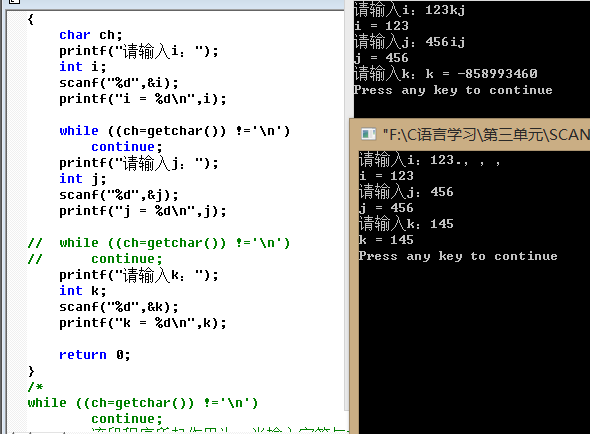 {
char ch;
printf("请输入i: ");
int i;
scanf("%d",&i);
printf("i = %d\n",i);
while ((ch=getchar()) !='\n')
continue;
printf("请输入j: ");
int j;
scanf("%d",&j);
printf("j = %d\n",j);
// while ((ch=getchar()) !='\n')
// continue;
printf("请输入k: ");
int k;
scanf("%d",&k);
printf("k = %d\n",k);
return 0;
}
/*
while ((ch=getchar()) !='\n')
continue;
请输入i: 123kj
i = 123
请输入j: 456ij
j = 456
请输入k: k = -858993460
Press any key to continue
"F:\C语言学习\第三单元\SCAN
请输入i: 123., , ,
i = 123
请输入j: 456
j = 456
请输入k: 145
k = 145
Press any key to continue